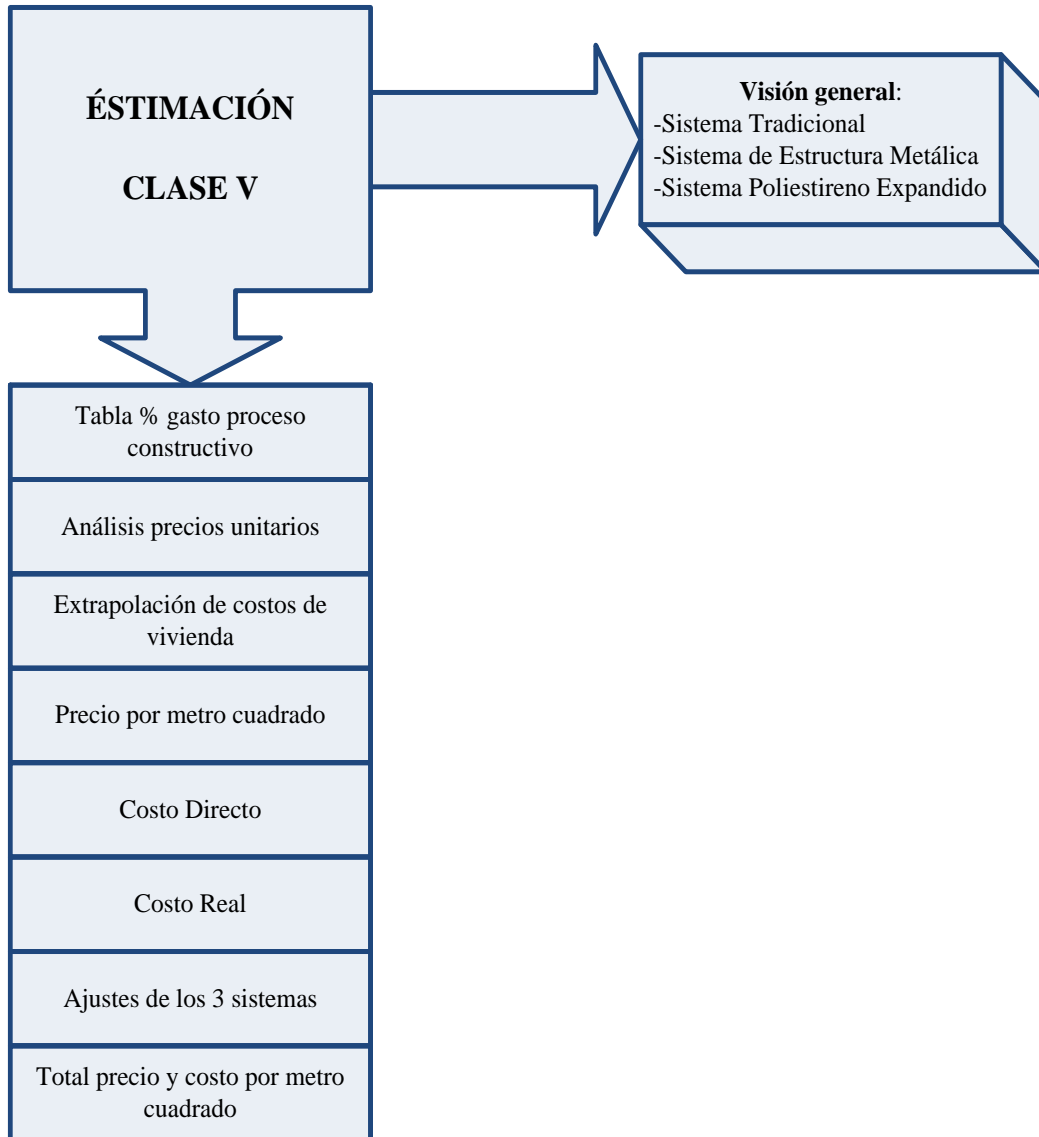 ÉSTIMACIÓN
CLASE V
Visión general:
-Sistema Tradicional
-Sistema de Estructura Metálica
-Sistema Poliestireno Expandido
Tabla % gasto proceso
constructivo
Análisis precios unitarios
Extrapolación de costos de
vivienda
Precio por metro cuadrado
Costo Directo
Costo Real
Ajustes de los 3 sistemas
Total precio y costo por metro
cuadrado